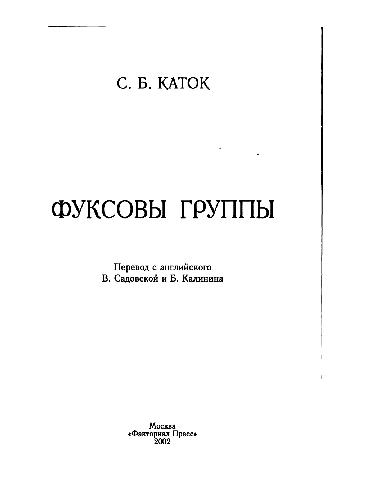 С. Б. КАТОК
ФУКСОВЫ ГРУППЫ
Перевод с английского
В. Садовской и Б. Калинина
Москва
«Факториал Пресс»
2002